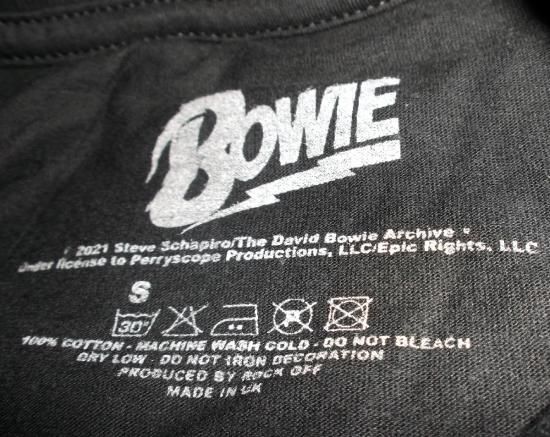 BOWIE
© 2021 Steve Schapiro/The David Bowie Archive ®
Under license to Perryscope Productions, LLC/Epic Rights, LLC
S
30°
P
100% COTTON - MACHINE WASH COLD - DO NOT BLEACH
DRY LOW - DO NOT IRON DECORATION
PRODUCED BY ROCK OFF
MADE IN UK